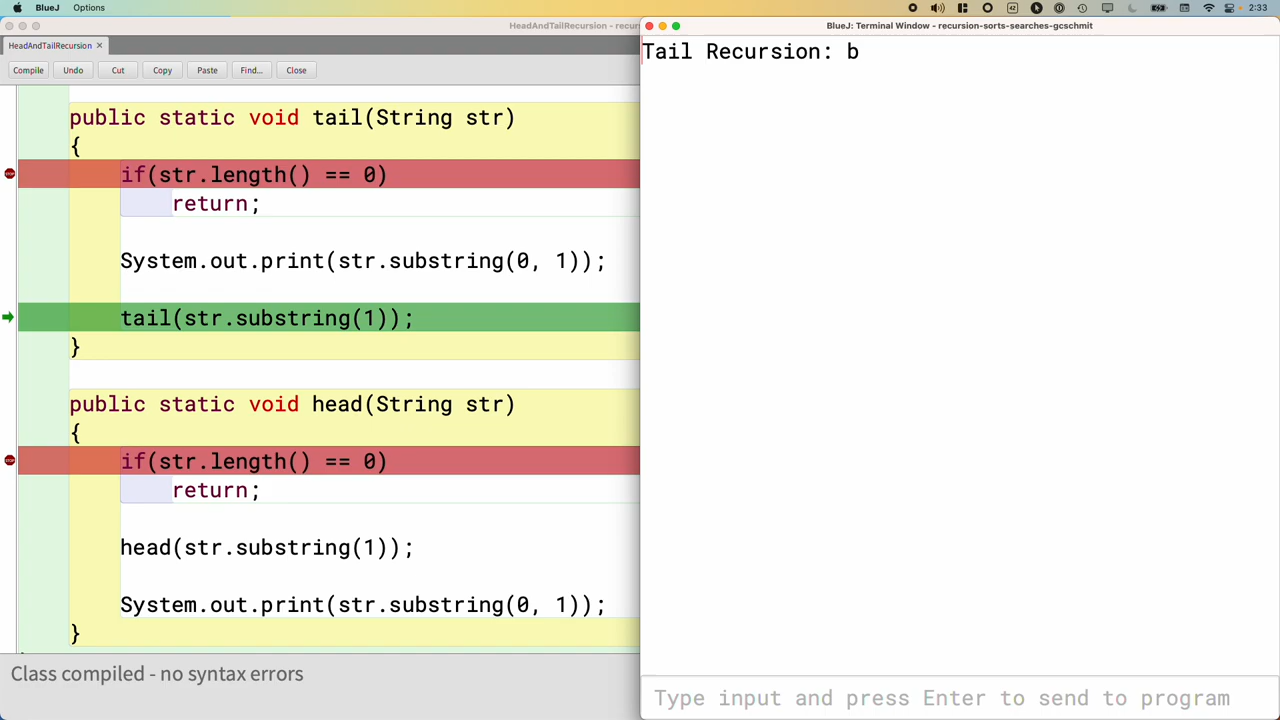 BlueJ Options
42
2:33
HeadAndTailRecursion - recur
BlueJ: Terminal Window - recursion-sorts-searches-gcschmit
HeadAndTailRecursion ×
Compile Undo Cut Copy Paste Find... Close
Tail Recursion: b
public static void tail(String str)
{
STOP
if(str.length() == 0)
return;
System.out.print(str.substring(0, 1));
tail(str.substring(1));
}
public static void head(String str)
{
STOP
if(str.length() == 0)
return;
head(str.substring(1));
System.out.print(str.substring(0, 1));
}
Class compiled - no syntax errors
Type input and press Enter to send to program